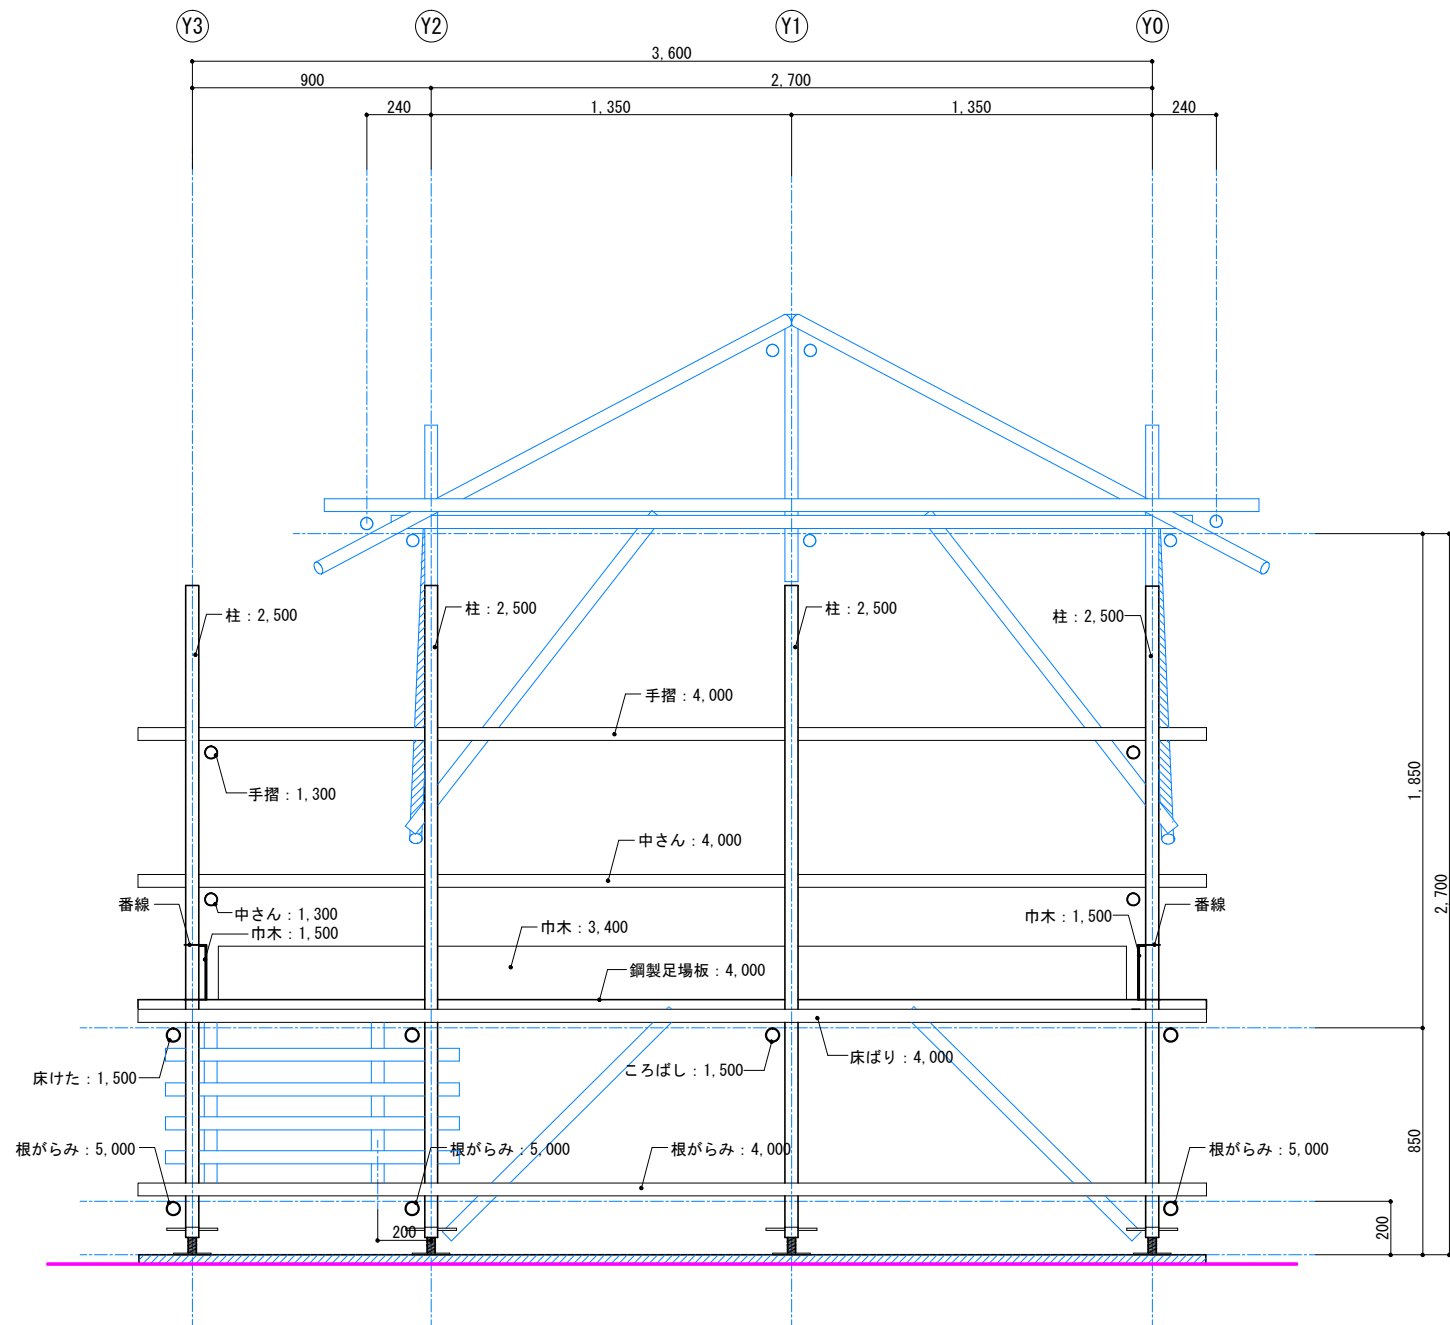 Y3
Y2
Y1
Y0
3,600
900
2,700
240
1,350
1,350
240
柱：2,500
柱：2,500
柱：2,500
柱：2,500
手摺：4,000
手摺：1,300
1,850
中さん：4,000
2,700
番線
中さん：1,300
巾木：1,500
巾木：3,400
巾木：1,500
番線
鋼製足場板：4,000
床けた：1,500
ころばし：1,500
床ばり：4,000
根がらみ：5,000
根がらみ：5,000
根がらみ：4,000
根がらみ：5,000
850
200
200